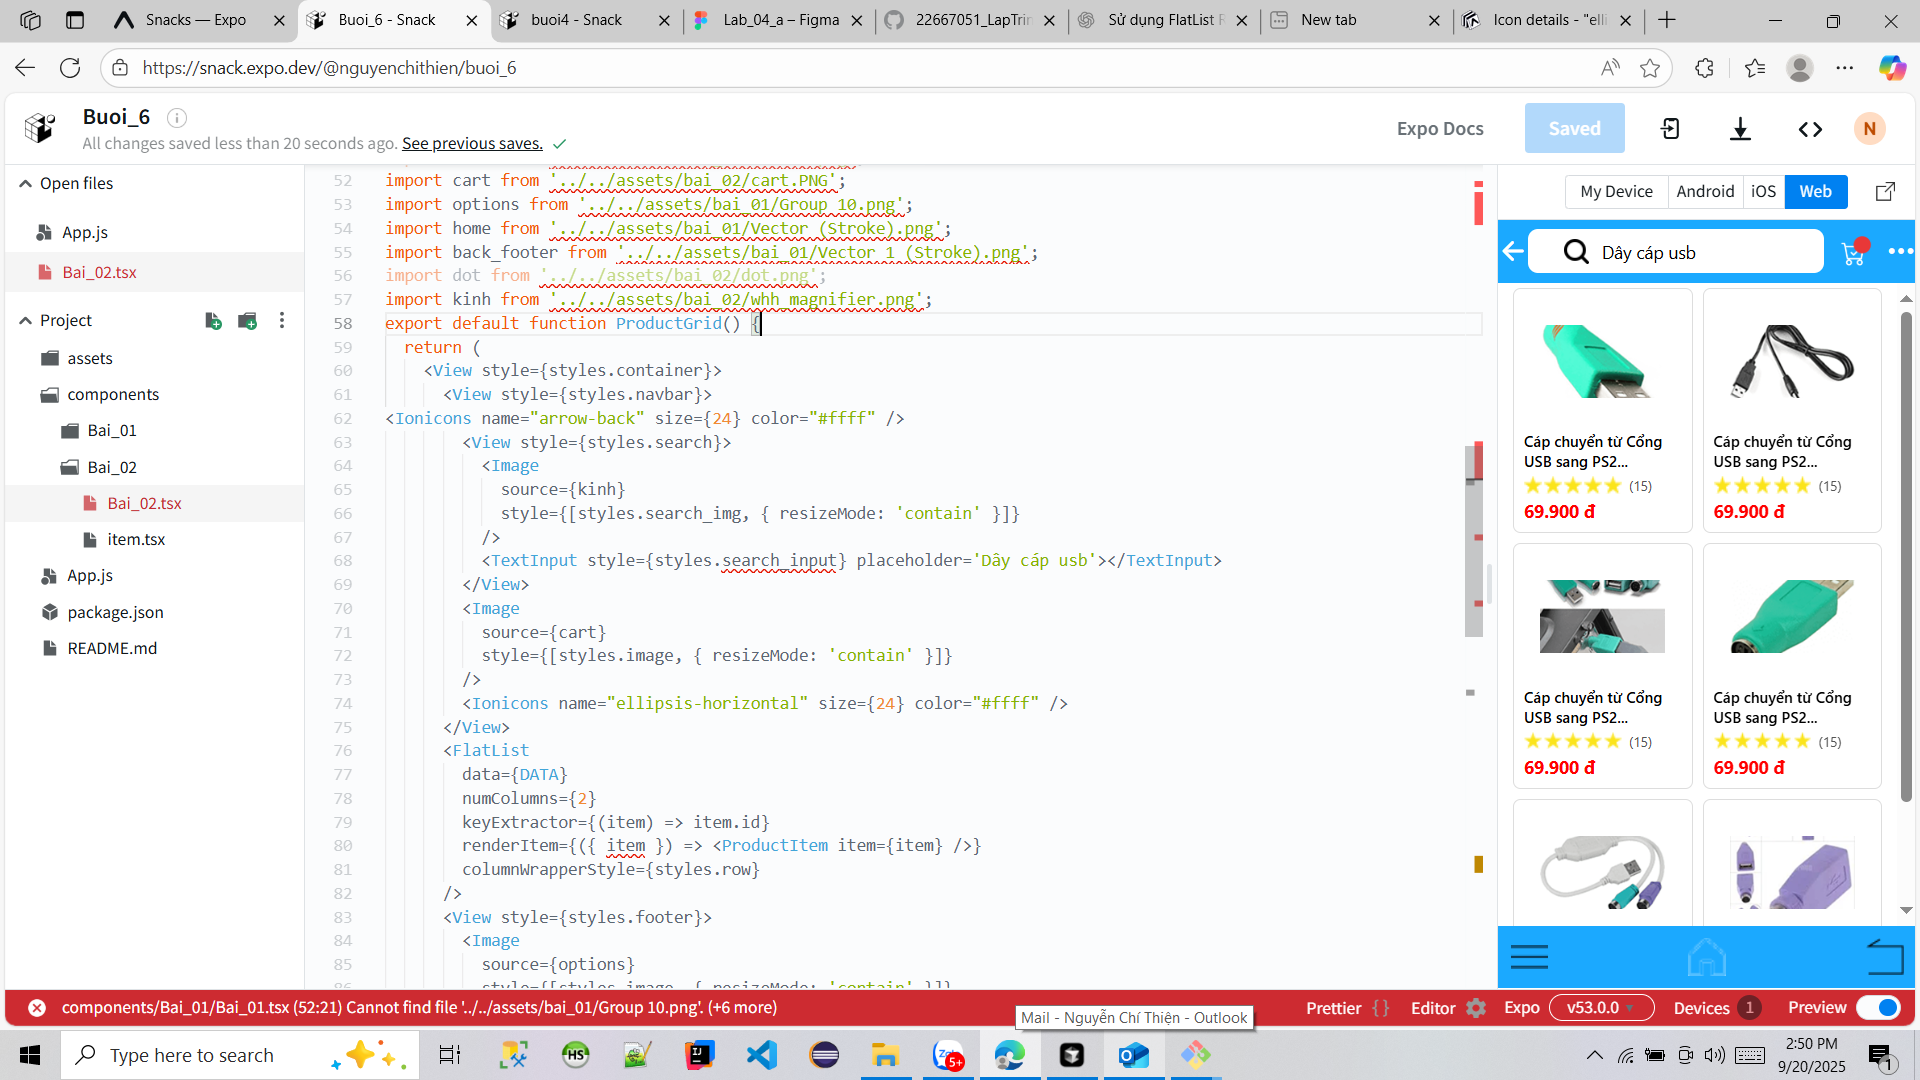 Snacks — Expo
Buoi_6 - Snack
buoi4 - Snack
Lab_04_a – Figma
22667051_LapTrin
Sử dụng FlatList R
New tab
Icon details - "elli
https://snack.expo.dev/@nguyenchithien/buoi_6
Buoi_6
All changes saved less than 20 seconds ago. See previous saves.
Expo Docs
Saved
N
Open files
App.js
Bai_02.tsx
Project
assets
components
Bai_01
Bai_02
Bai_02.tsx
item.tsx
App.js
package.json
README.md
52 import cart from '../../assets/bai_02/cart.PNG';
53 import options from '../../assets/bai_01/Group 10.png';
54 import home from '../../assets/bai_01/Vector (Stroke).png';
55 import back_footer from '../../assets/bai_01/Vector 1 (Stroke).png';
56 import dot from '../../assets/bai_02/dot.png';
57 import kinh from '../../assets/bai_02/whh_magnifier.png';
58 export default function ProductGrid() {
59 return (
60 <View style={styles.container}>
61 <View style={styles.navbar}>
62 <Ionicons name="arrow-back" size={24} color="#ffff" />
63 <View style={styles.search}>
64 <Image
65 source={kinh}
66 style={[styles.search_img, { resizeMode: 'contain' }]}
67 />
68 <TextInput style={styles.search_input} placeholder='Dây cáp usb'></TextInput>
69 </View>
70 <Image
71 source={cart}
72 style={[styles.image, { resizeMode: 'contain' }]}
73 />
74 <Ionicons name="ellipsis-horizontal" size={24} color="#ffff" />
75 </View>
76 <FlatList
77 data={DATA}
78 numColumns={2}
79 keyExtractor={(item) => item.id}
80 renderItem={({ item }) => <ProductItem item={item} />}
81 columnWrapperStyle={styles.row}
82 />
83 <View style={styles.footer}>
84 <Image
85 source={options}
86 style={[styles.image, { resizeMode: 'contain' }]}
My Device
Android
iOS
Web
Dây cáp usb
Cáp chuyển từ Cổng
USB sang PS2...
(15)
69.900 đ
Cáp chuyển từ Cổng
USB sang PS2...
(15)
69.900 đ
Cáp chuyển từ Cổng
USB sang PS2...
(15)
69.900 đ
Cáp chuyển từ Cổng
USB sang PS2...
(15)
69.900 đ
components/Bai_01/Bai_01.tsx (52:21) Cannot find file '../../assets/bai_01/Group 10.png'. (+6 more)
Prettier { }
Editor
Expo
v53.0.0
Devices 1
Preview
Mail - Nguyễn Chí Thiện - Outlook
Type here to search
HS
IJ
5+
2:50 PM
9/20/2025
1